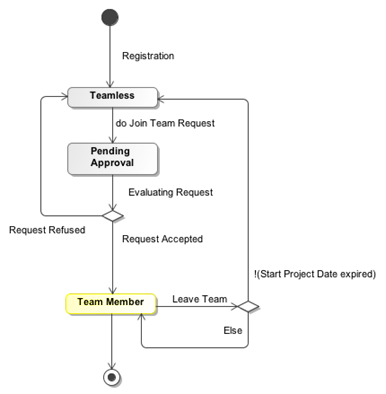 Registration
Teamless
do Join Team Request
Pending
Approval
Evaluating Request
Request Refused
Request Accepted
!(Start Project Date expired)
Team Member
Leave Team
Else